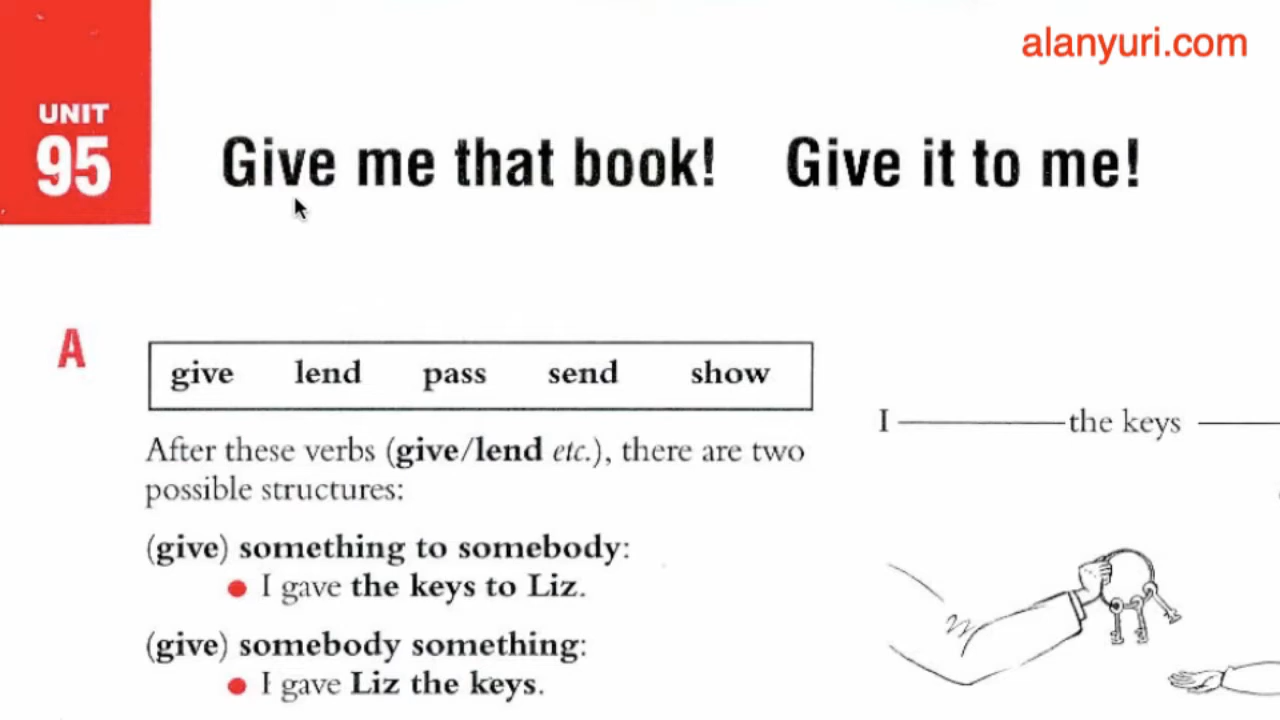 alanyuri.com
UNIT
95
Give me that book! Give it to me!
A
give lend pass send show
After these verbs (give/lend etc.), there are two
possible structures:
(give) something to somebody:
I gave the keys to Liz.
(give) somebody something:
I gave Liz the keys.
I the keys